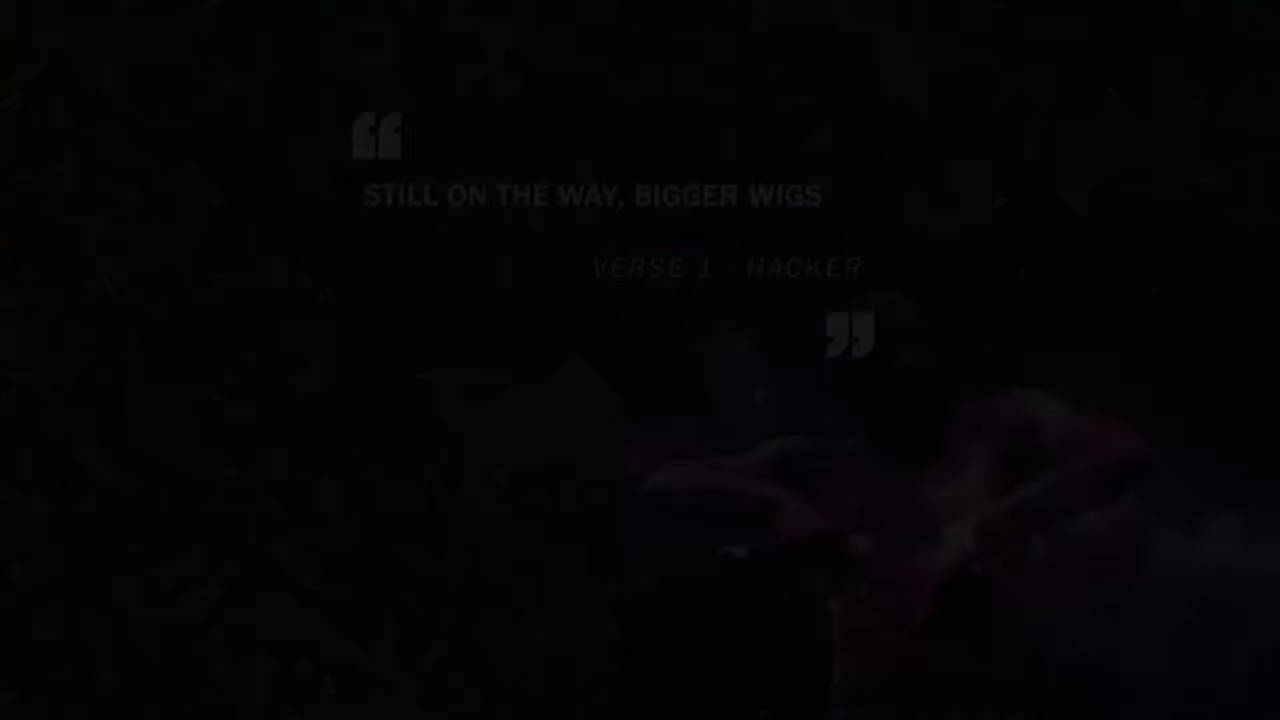 “
STILL ON THE WAY, BIGGER WIGS
VERSE 1 - HACKER
”